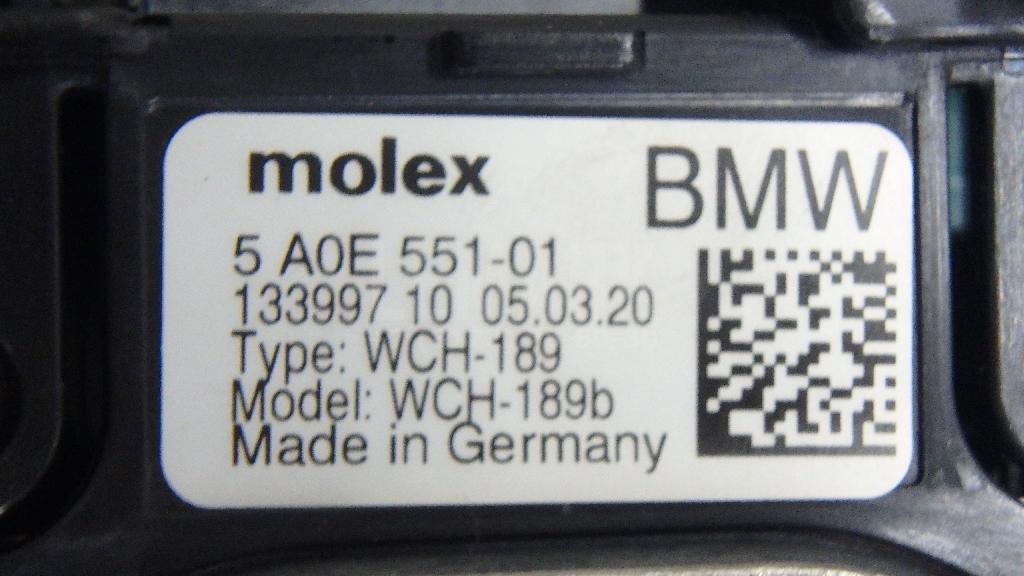 molex
BMW
5 A0E 551-01
133997 10 05.03.20
Type: WCH-189
Model: WCH-189b
Made in Germany